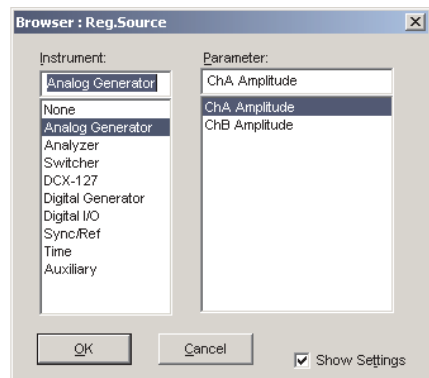 Browser : Reg.Source
Instrument:
Analog Generator
None
Analog Generator
Analyzer
Switcher
DCX-127
Digital Generator
Digital I/O
Sync/Ref
Time
Auxiliary
Parameter:
ChA Amplitude
ChA Amplitude
ChB Amplitude
OK
Cancel
Show Settings